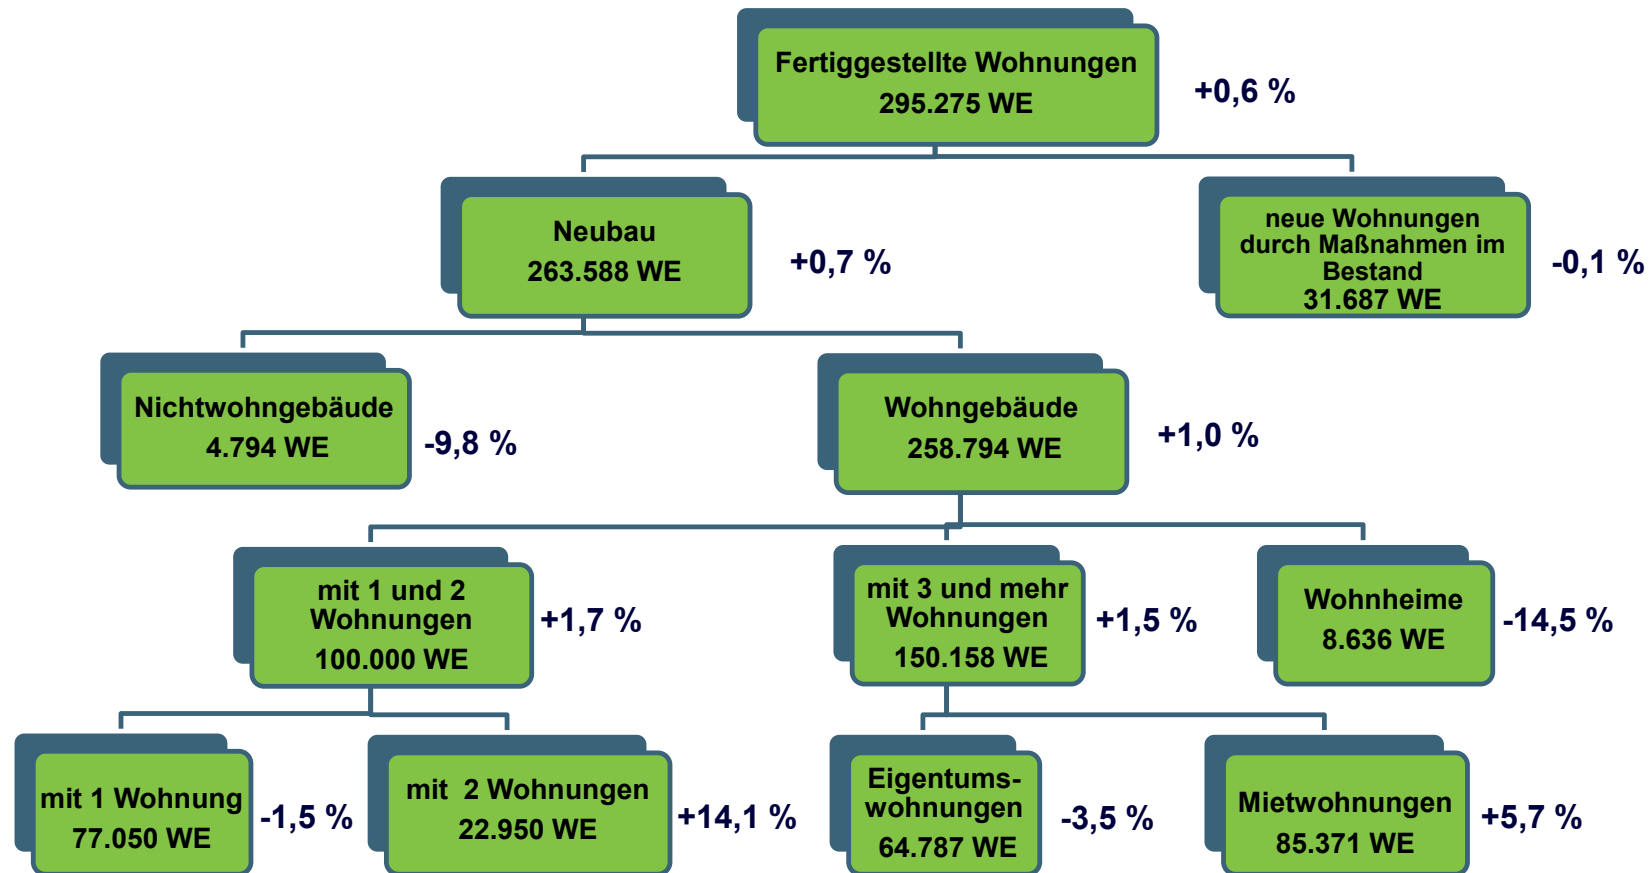 Fertiggestellte Wohnungen
295.275 WE
+0,6 %
Neubau
263.588 WE
+0,7 %
neue Wohnungen
durch Maßnahmen im
Bestand
31.687 WE
-0,1 %
Nichtwohngebäude
4.794 WE
-9,8 %
Wohngebäude
258.794 WE
+1,0 %
mit 1 und 2
Wohnungen
100.000 WE
+1,7 %
mit 3 und mehr
Wohnungen
150.158 WE
+1,5 %
Wohnheime
8.636 WE
-14,5 %
mit 1 Wohnung
77.050 WE
-1,5 %
mit 2 Wohnungen
22.950 WE
+14,1 %
Eigentums-
wohnungen
64.787 WE
-3,5 %
Mietwohnungen
85.371 WE
+5,7 %